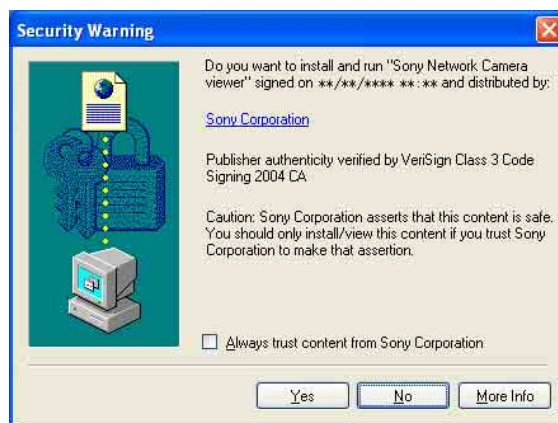 Security Warning
Do you want to install and run "Sony Network Camera
viewer" signed on **/**/**** **:** and distributed by:
Sony Corporation
Publisher authenticity verified by VeriSign Class 3 Code
Signing 2004 CA
Caution: Sony Corporation asserts that this content is safe.
You should only install/view this content if you trust Sony
Corporation to make that assertion.
Always trust content from Sony Corporation
Yes No More Info